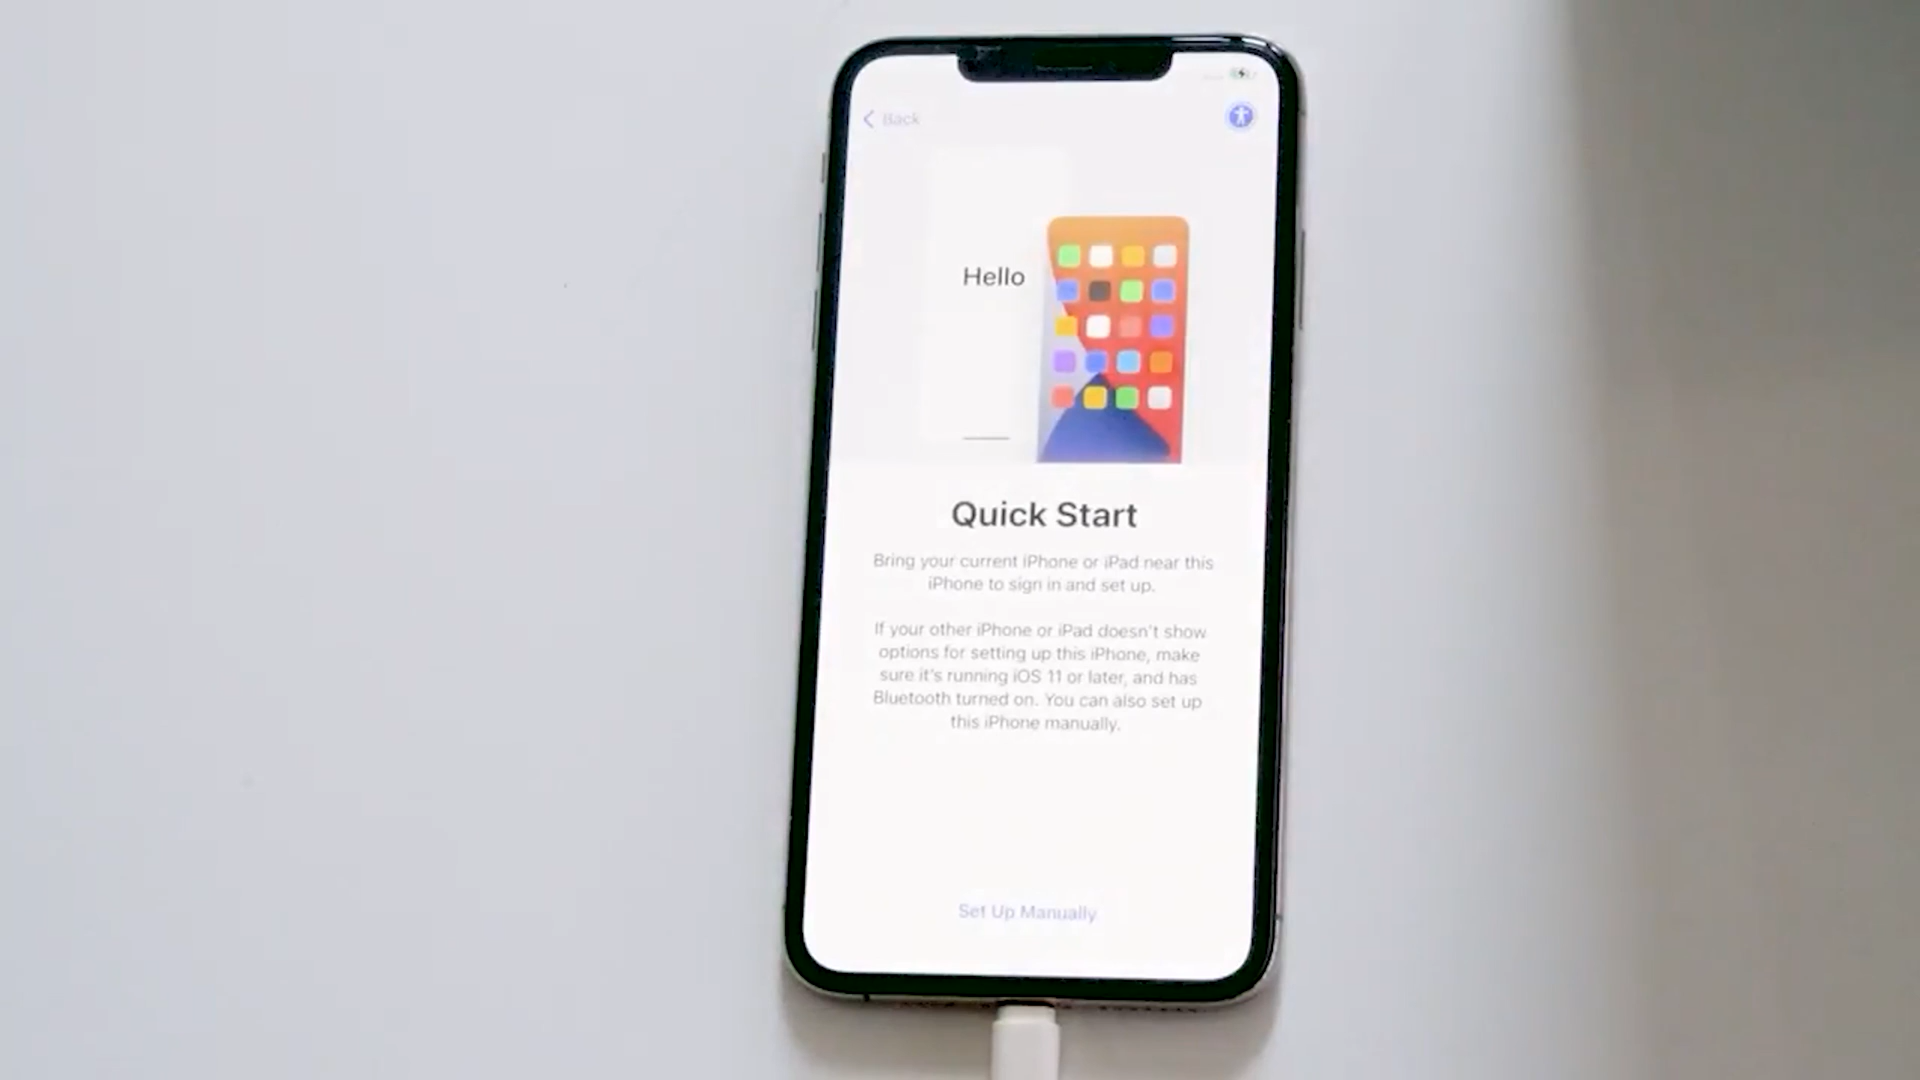 Back
Hello
Quick Start
Bring your current iPhone or iPad near this
iPhone to sign in and set up.
If your other iPhone or iPad doesn't show
options for setting up this iPhone, make
sure it's running iOS 11 or later, and has
Bluetooth turned on. You can also set up
this iPhone manually.
Set Up Manually